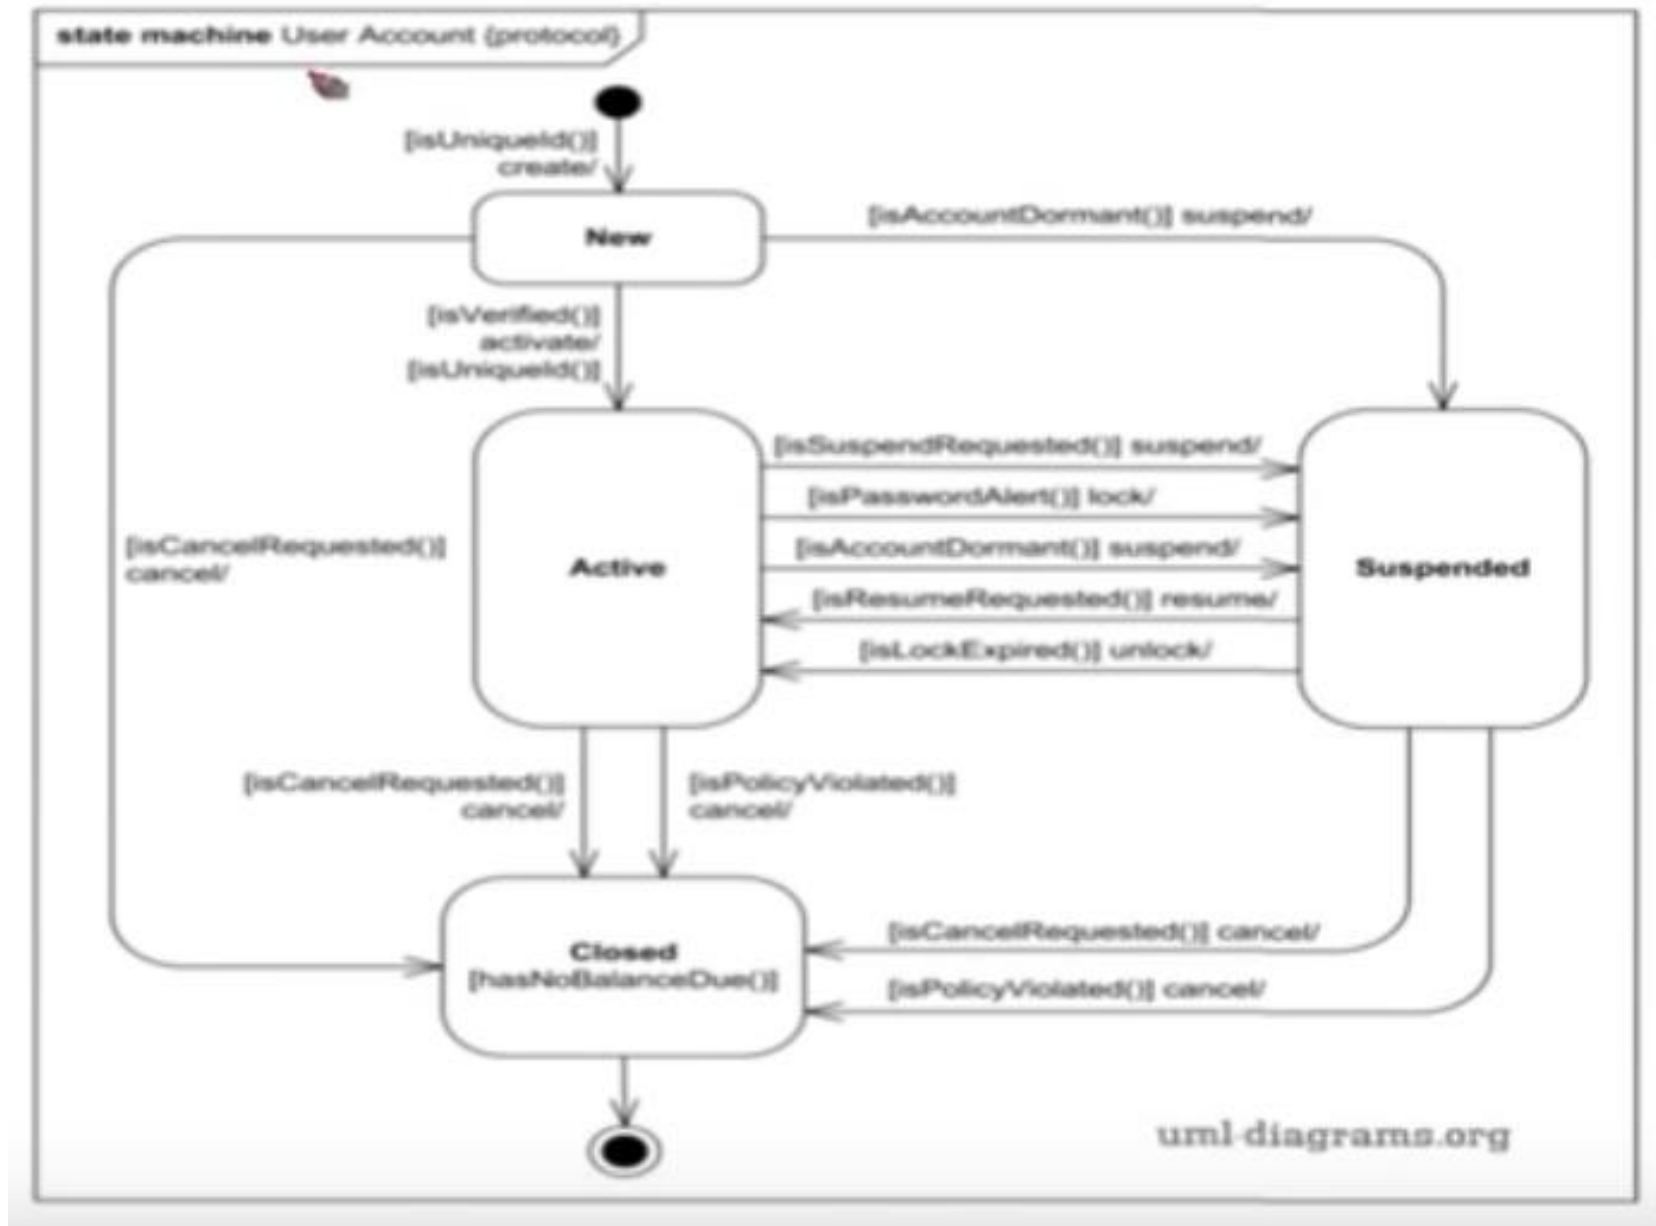 state machine User Account {protocol}
[isUniqueId()]
create/
New
[isAccountDormant()] suspend/
[isVerified()]
activate/
[isUniqueId()]
[isSuspendRequested()] suspend/
[isPasswordAlert()] lock/
[isCancelRequested()]
cancel/
Active
[isAccountDormant()] suspend/
Suspended
[isResumeRequested()] resume/
[isLockExpired()] unlock/
[isCancelRequested()]
cancel/
[isPolicyViolated()]
cancel/
Closed
[hasNoBalanceDue()]
[isCancelRequested()] cancel/
[isPolicyViolated()] cancel/
uml-diagrams.org